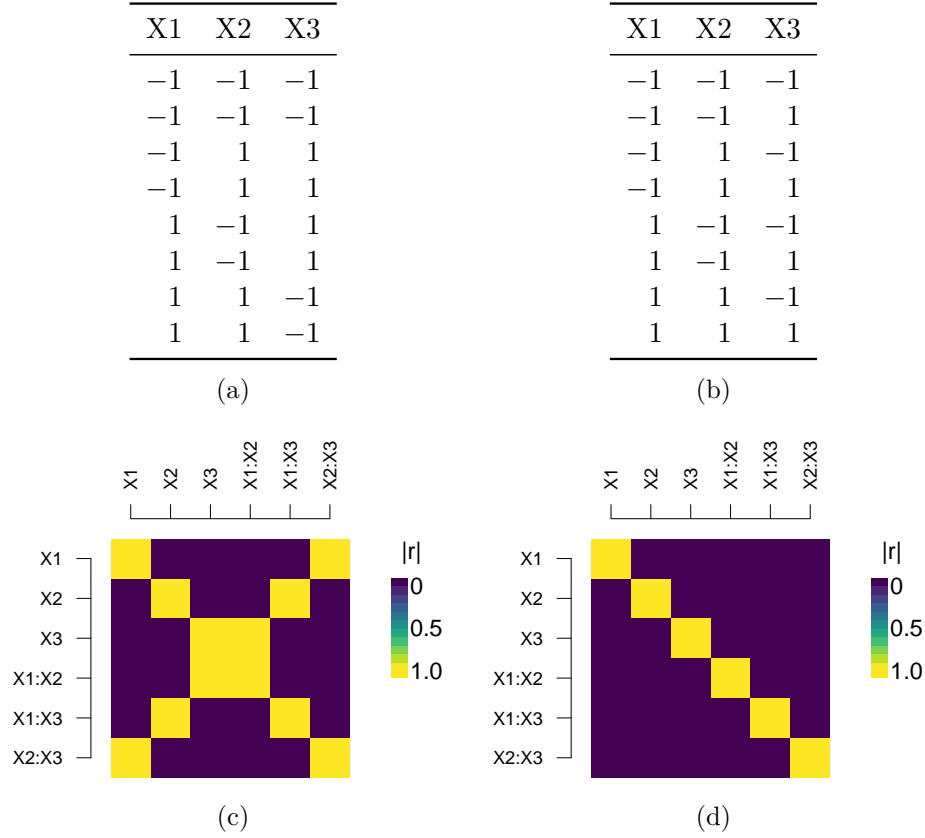 X1 X2 X3
−1 −1 −1
−1 −1 −1
−1 1 1
−1 1 1
1 −1 −1
1 −1 1
1 1 −1
1 1 −1
(a)
X1 X2 X3
−1 −1 −1
−1 −1 1
−1 1 −1
−1 1 1
1 −1 −1
1 −1 1
1 1 −1
1 1 1
(b)
X1 X2 X3 X1:X2 X1:X3 X2:X3
X1
X2
X3
X1:X2
X1:X3
X2:X3
|r|
0
0.5
1.0
(c)
X1 X2 X3 X1:X2 X1:X3 X2:X3
X1
X2
X3
X1:X2
X1:X3
X2:X3
|r|
0
0.5
1.0
(d)